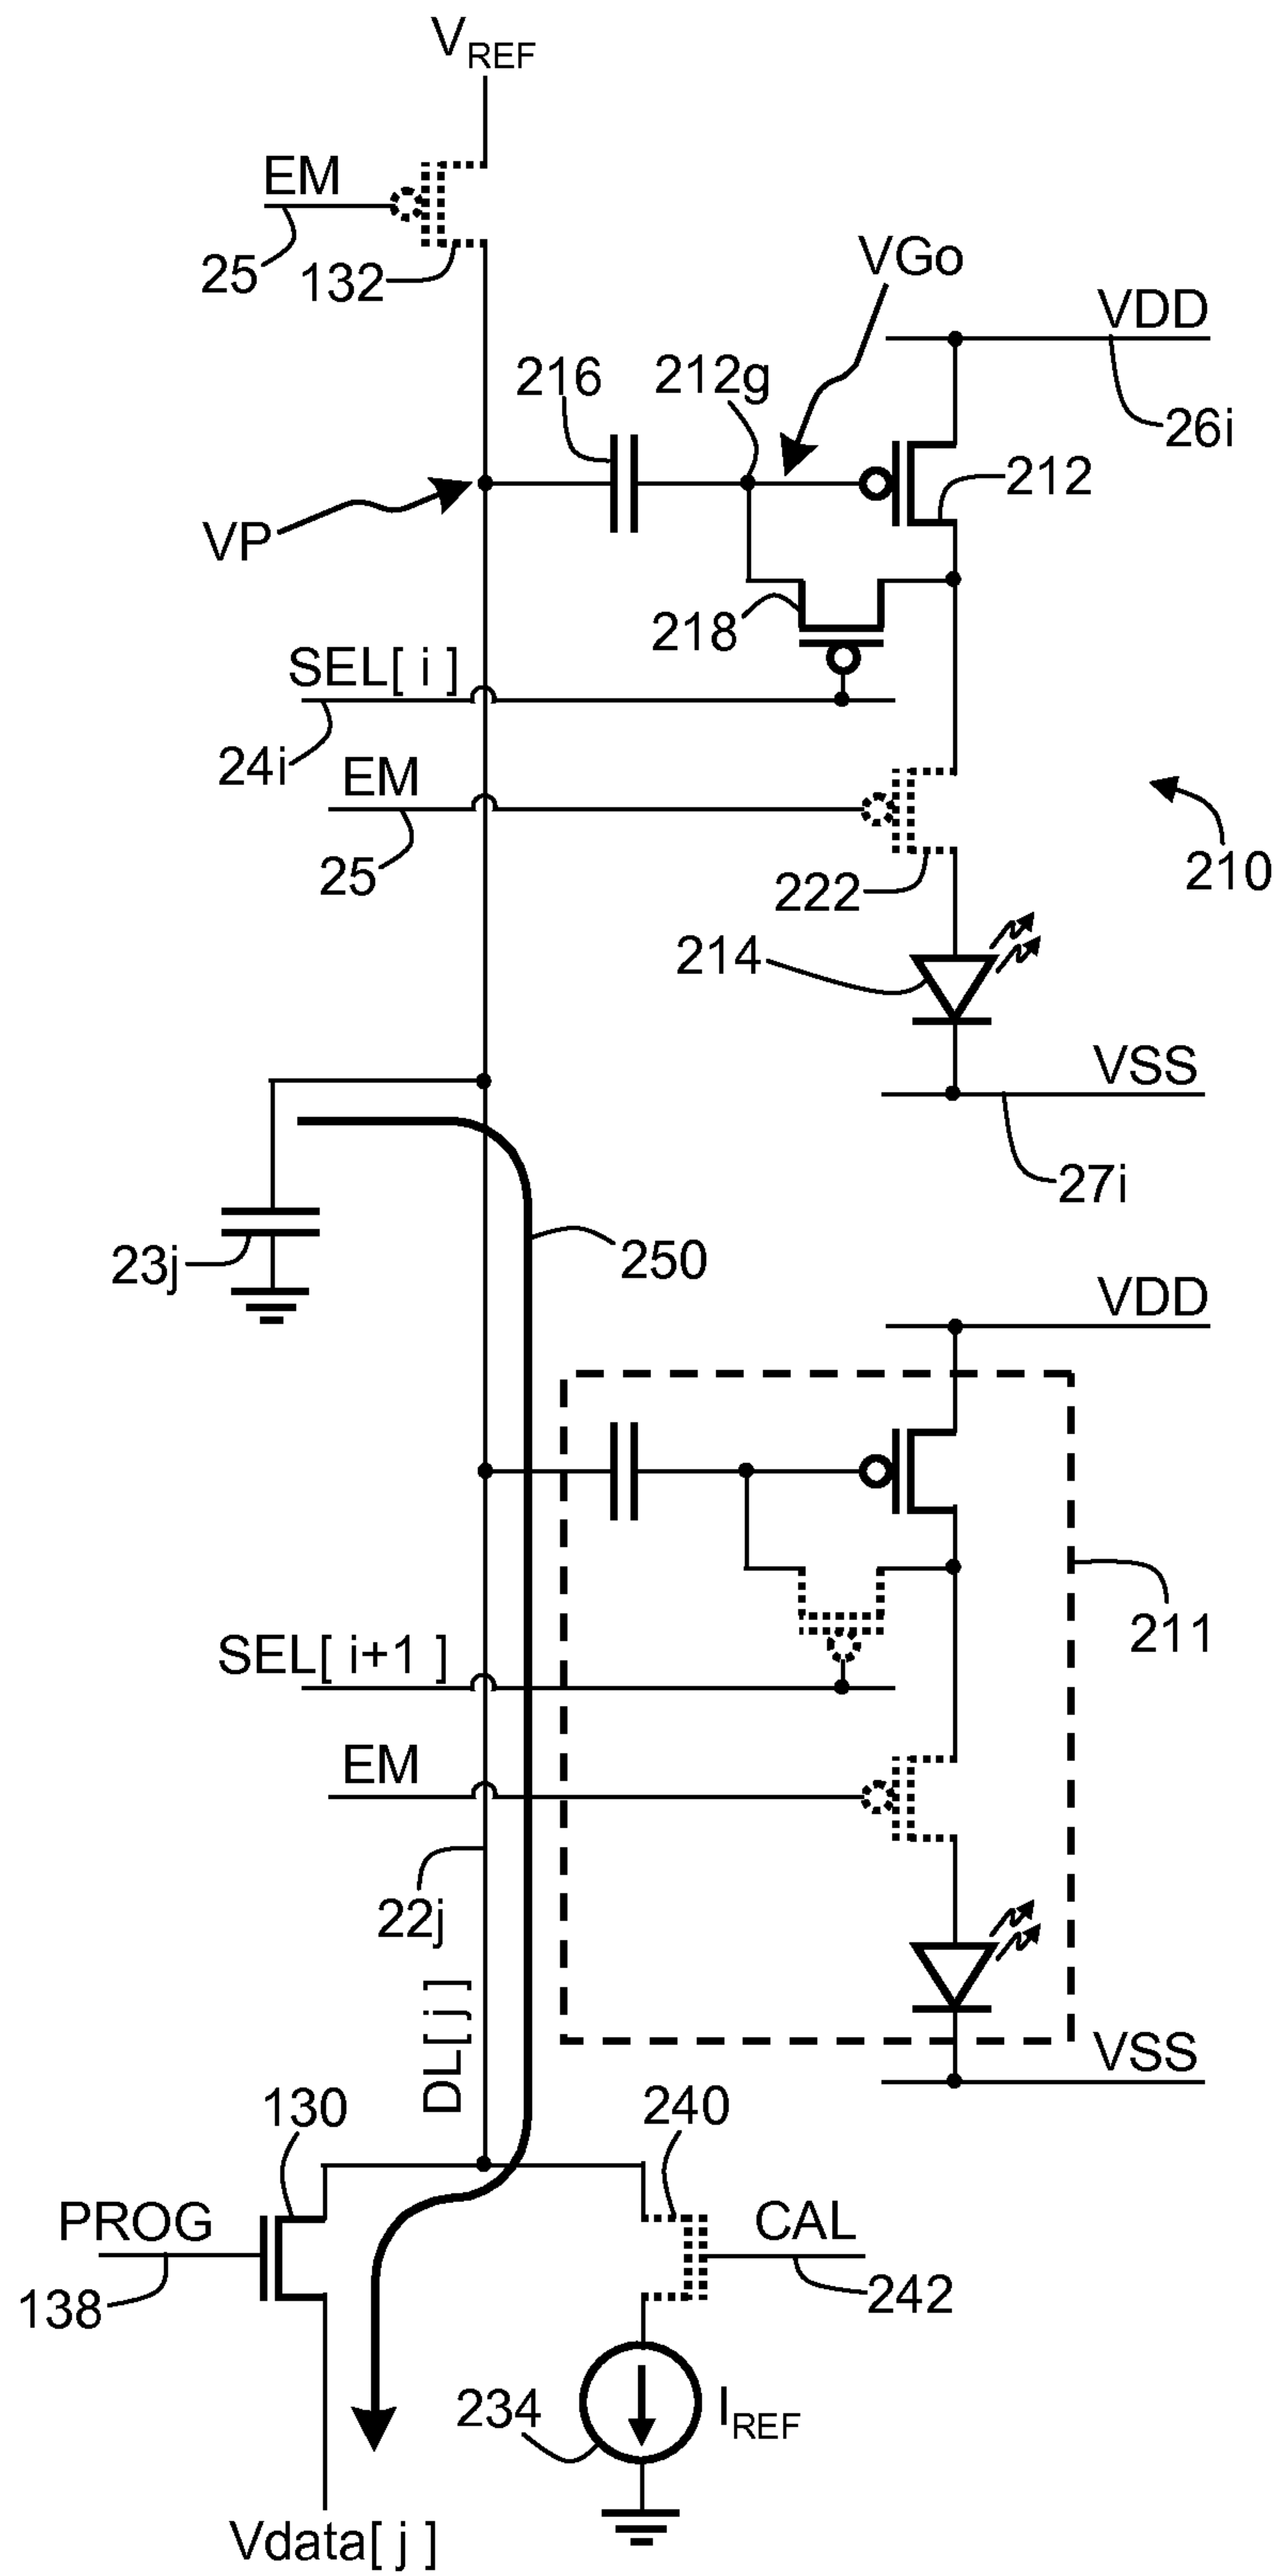 VREF
EM
25
132
VGo
VDD
216
212g
26i
212
VP
218
SEL[ i ]
24i
EM
25
222
210
214
VSS
27i
23j
250
VDD
211
SEL[ i+1 ]
EM
22j
DL[ j ]
VSS
130
240
PROG
CAL
138
242
234
IREF
Vdata[ j ]